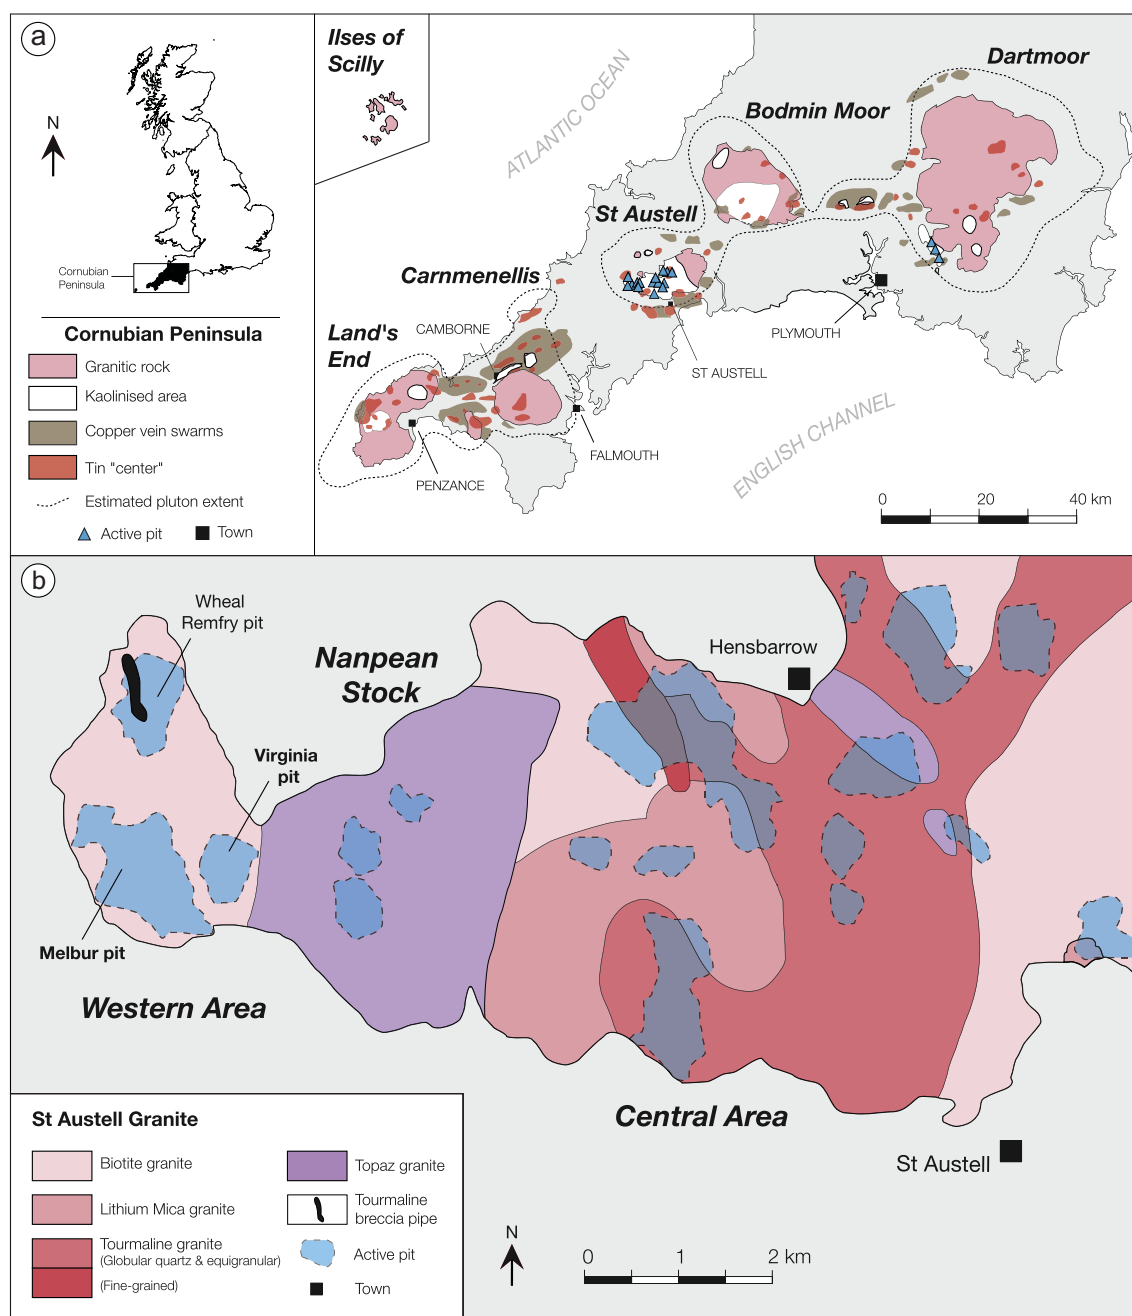 a
Ilses of
Scilly
N
Cornubian
Peninsula
Cornubian Peninsula
Granitic rock
Kaolinised area
Copper vein swarms
Tin "center"
Estimated pluton extent
Active pit
Town
ATLANTIC OCEAN
Dartmoor
Bodmin Moor
St Austell
Carnmenellis
CAMBORNE
Land's
End
PLYMOUTH
ST AUSTELL
FALMOUTH
PENZANCE
ENGLISH CHANNEL
0 20 40 km
b
Wheal
Remfry pit
Nanpean
Stock
Hensbarrow
Virginia
pit
Melbur pit
Western Area
Central Area
St Austell
St Austell Granite
Biotite granite
Lithium Mica granite
Tourmaline granite
(Globular quartz & equigranular)
(Fine-grained)
Topaz granite
Tourmaline
breccia pipe
Active pit
Town
N
0 1 2 km